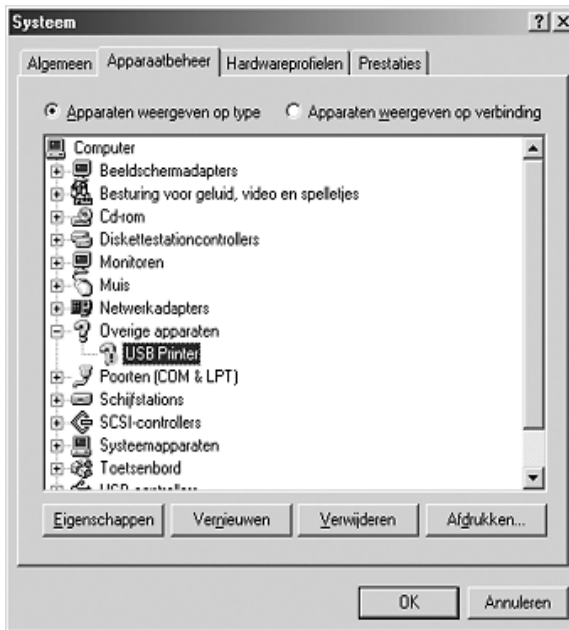 Systeem
Algemeen Apparaatbeheer Hardwareprofielen Prestaties
Apparaten weergeven op type Apparaten weergeven op verbinding
Computer
Beeldschermadapters
Besturing voor geluid, video en spelletjes
Cd-rom
Diskettestationcontrollers
Monitoren
Muis
Netwerkadapters
Overige apparaten
USB Printer
Poorten (COM & LPT)
Schijfstations
SCSI-controllers
Systeemapparaten
Toetsenbord
USB-controllers
Eigenschappen Vernieuwen Verwijderen Afdrukken...
OK Annuleren